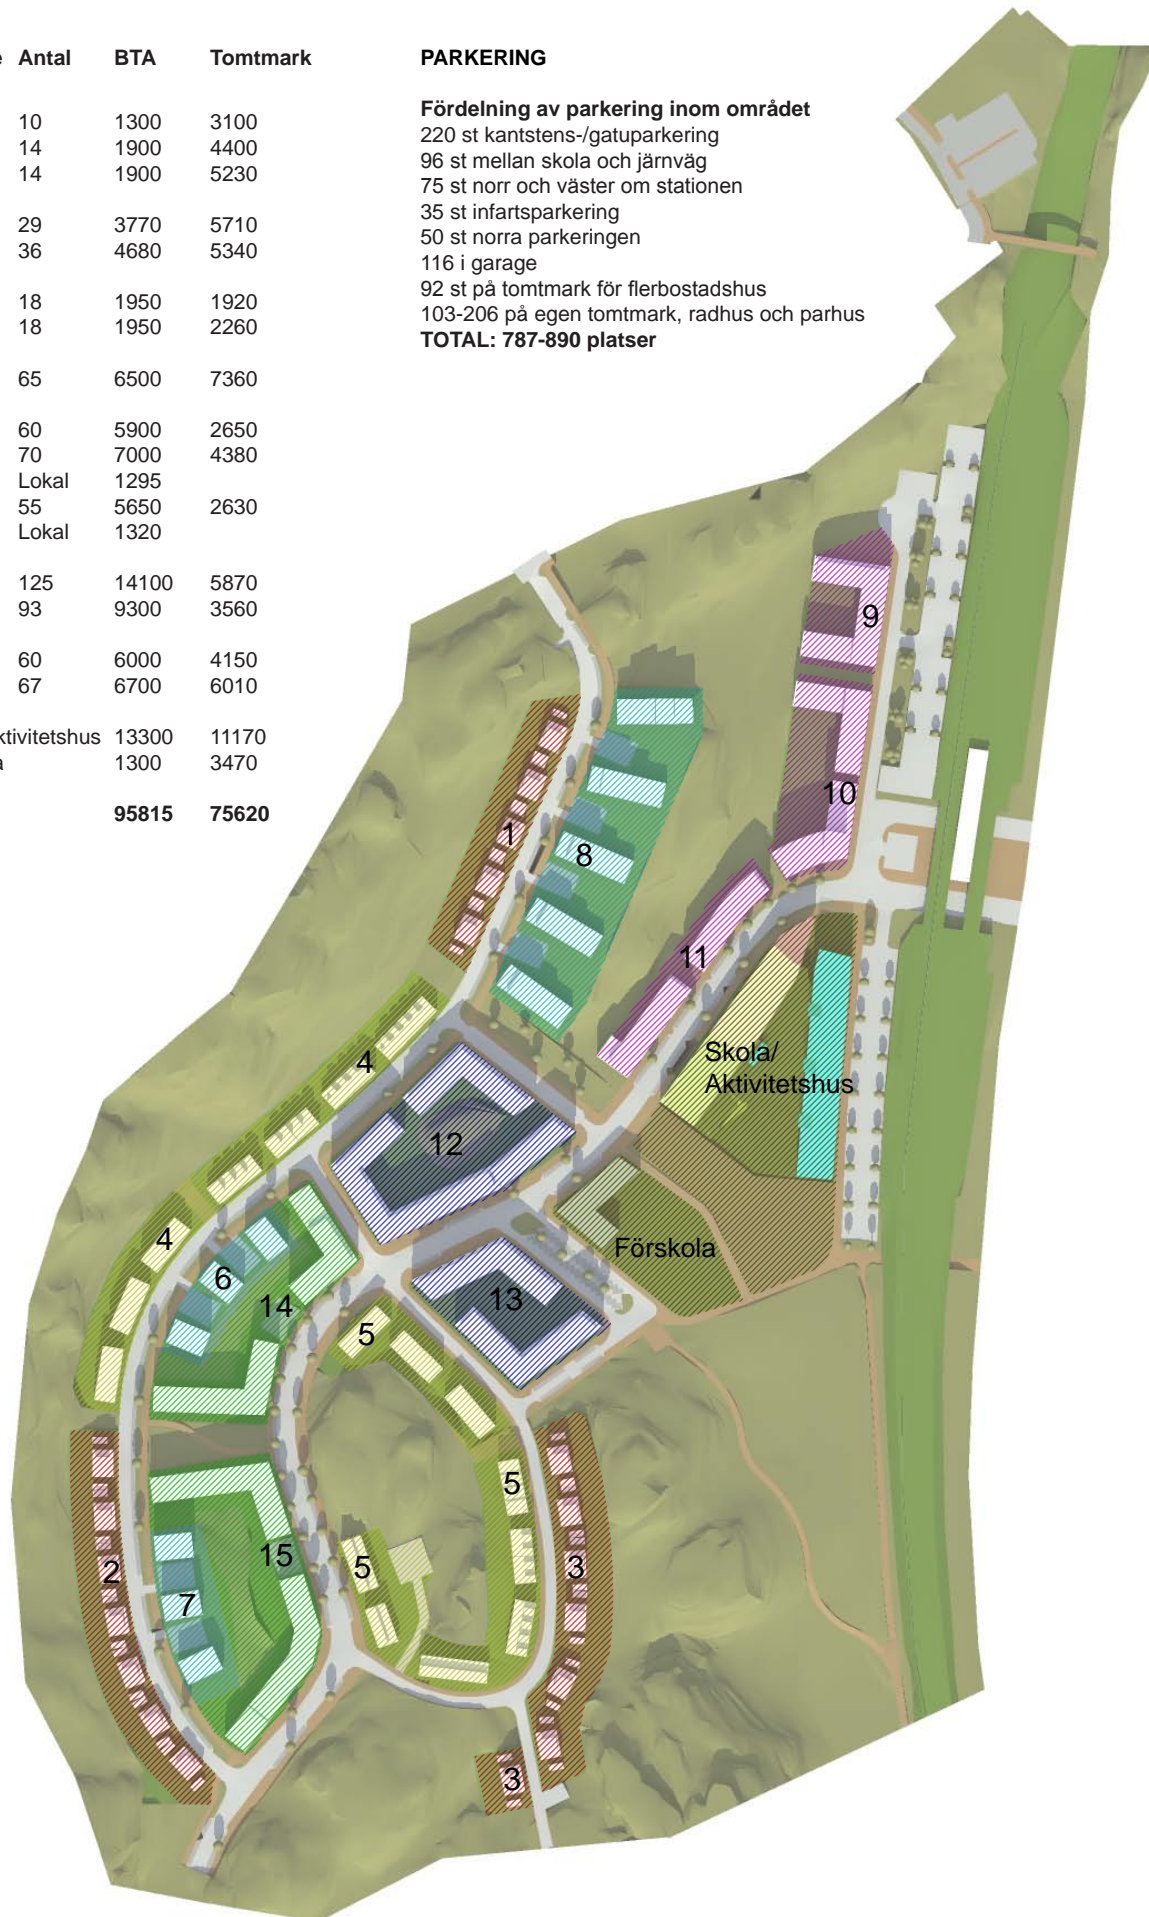 Antal BTA Tomtmark
10 1300 3100
14 1900 4400
14 1900 5230
29 3770 5710
36 4680 5340
18 1950 1920
18 1950 2260
65 6500 7360
60 5900 2650
70 7000 4380
Lokal 1295
55 5650 2630
Lokal 1320
125 14100 5870
93 9300 3560
60 6000 4150
67 6700 6010
ktivitetshus 13300 11170
a 1300 3470
95815 75620
PARKERING
Fördelning av parkering inom området
220 st kantstens-/gatuparkering
96 st mellan skola och järnväg
75 st norr och väster om stationen
35 st infartsparkering
50 st norra parkeringen
116 i garage
92 st på tomtmark för flerbostadshus
103-206 på egen tomtmark, radhus och parhus
TOTAL: 787-890 platser
9
10
1
8
11
4
Skola/
Aktivitetshus
12
4
Förskola
6
14
13
5
5
15
5
3
2
7
3